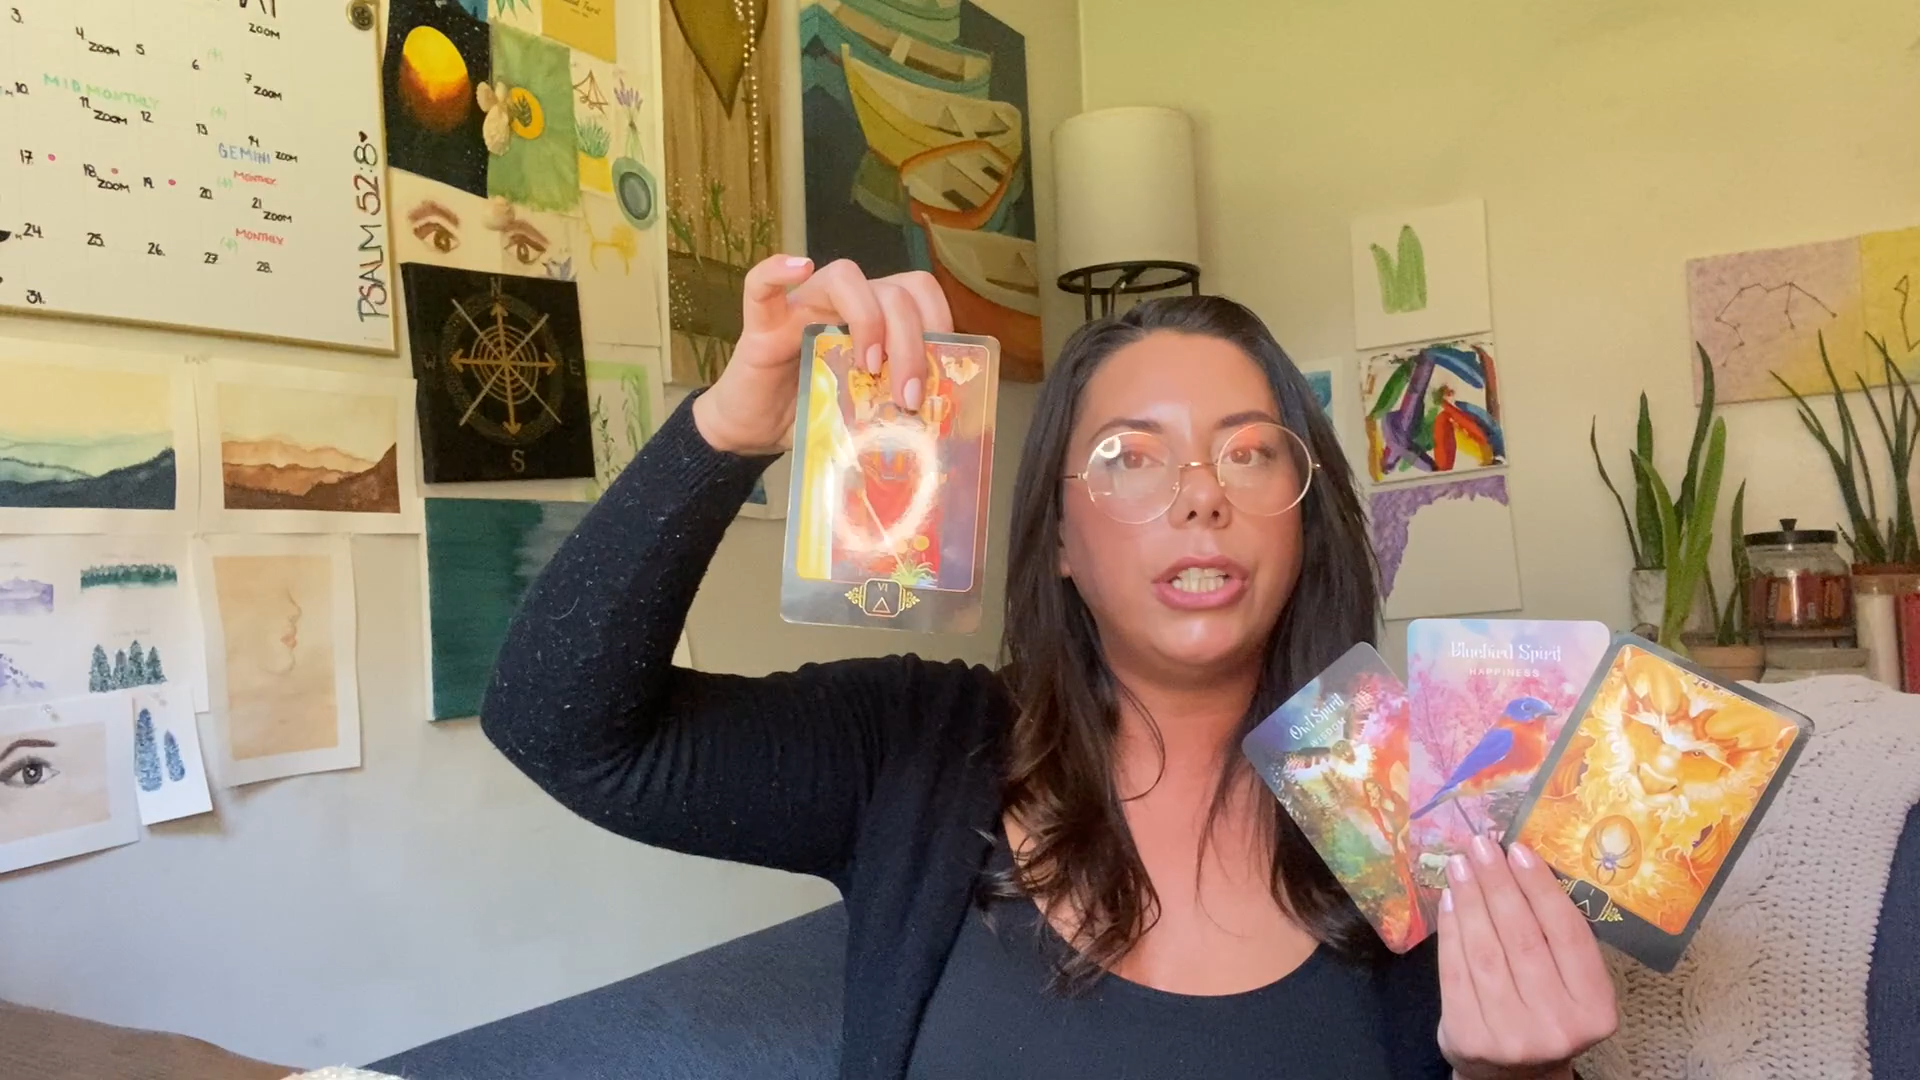 3.
4.
ZOOM
5.
6.
ZOOM
7.
ZOOM
10.
MID MONTHLY
11.
ZOOM
12.
13.
14.
GEMINI ZOOM
17.
18.
ZOOM
19.
20.
MONTHLY
21
ZOOM
24.
25.
26.
27.
MONTHLY
28.
31.
PSALM 52:8
N
W
E
S
VI
Owl Spirit
WISDOM
Bluebird Spirit
HAPPINESS
I